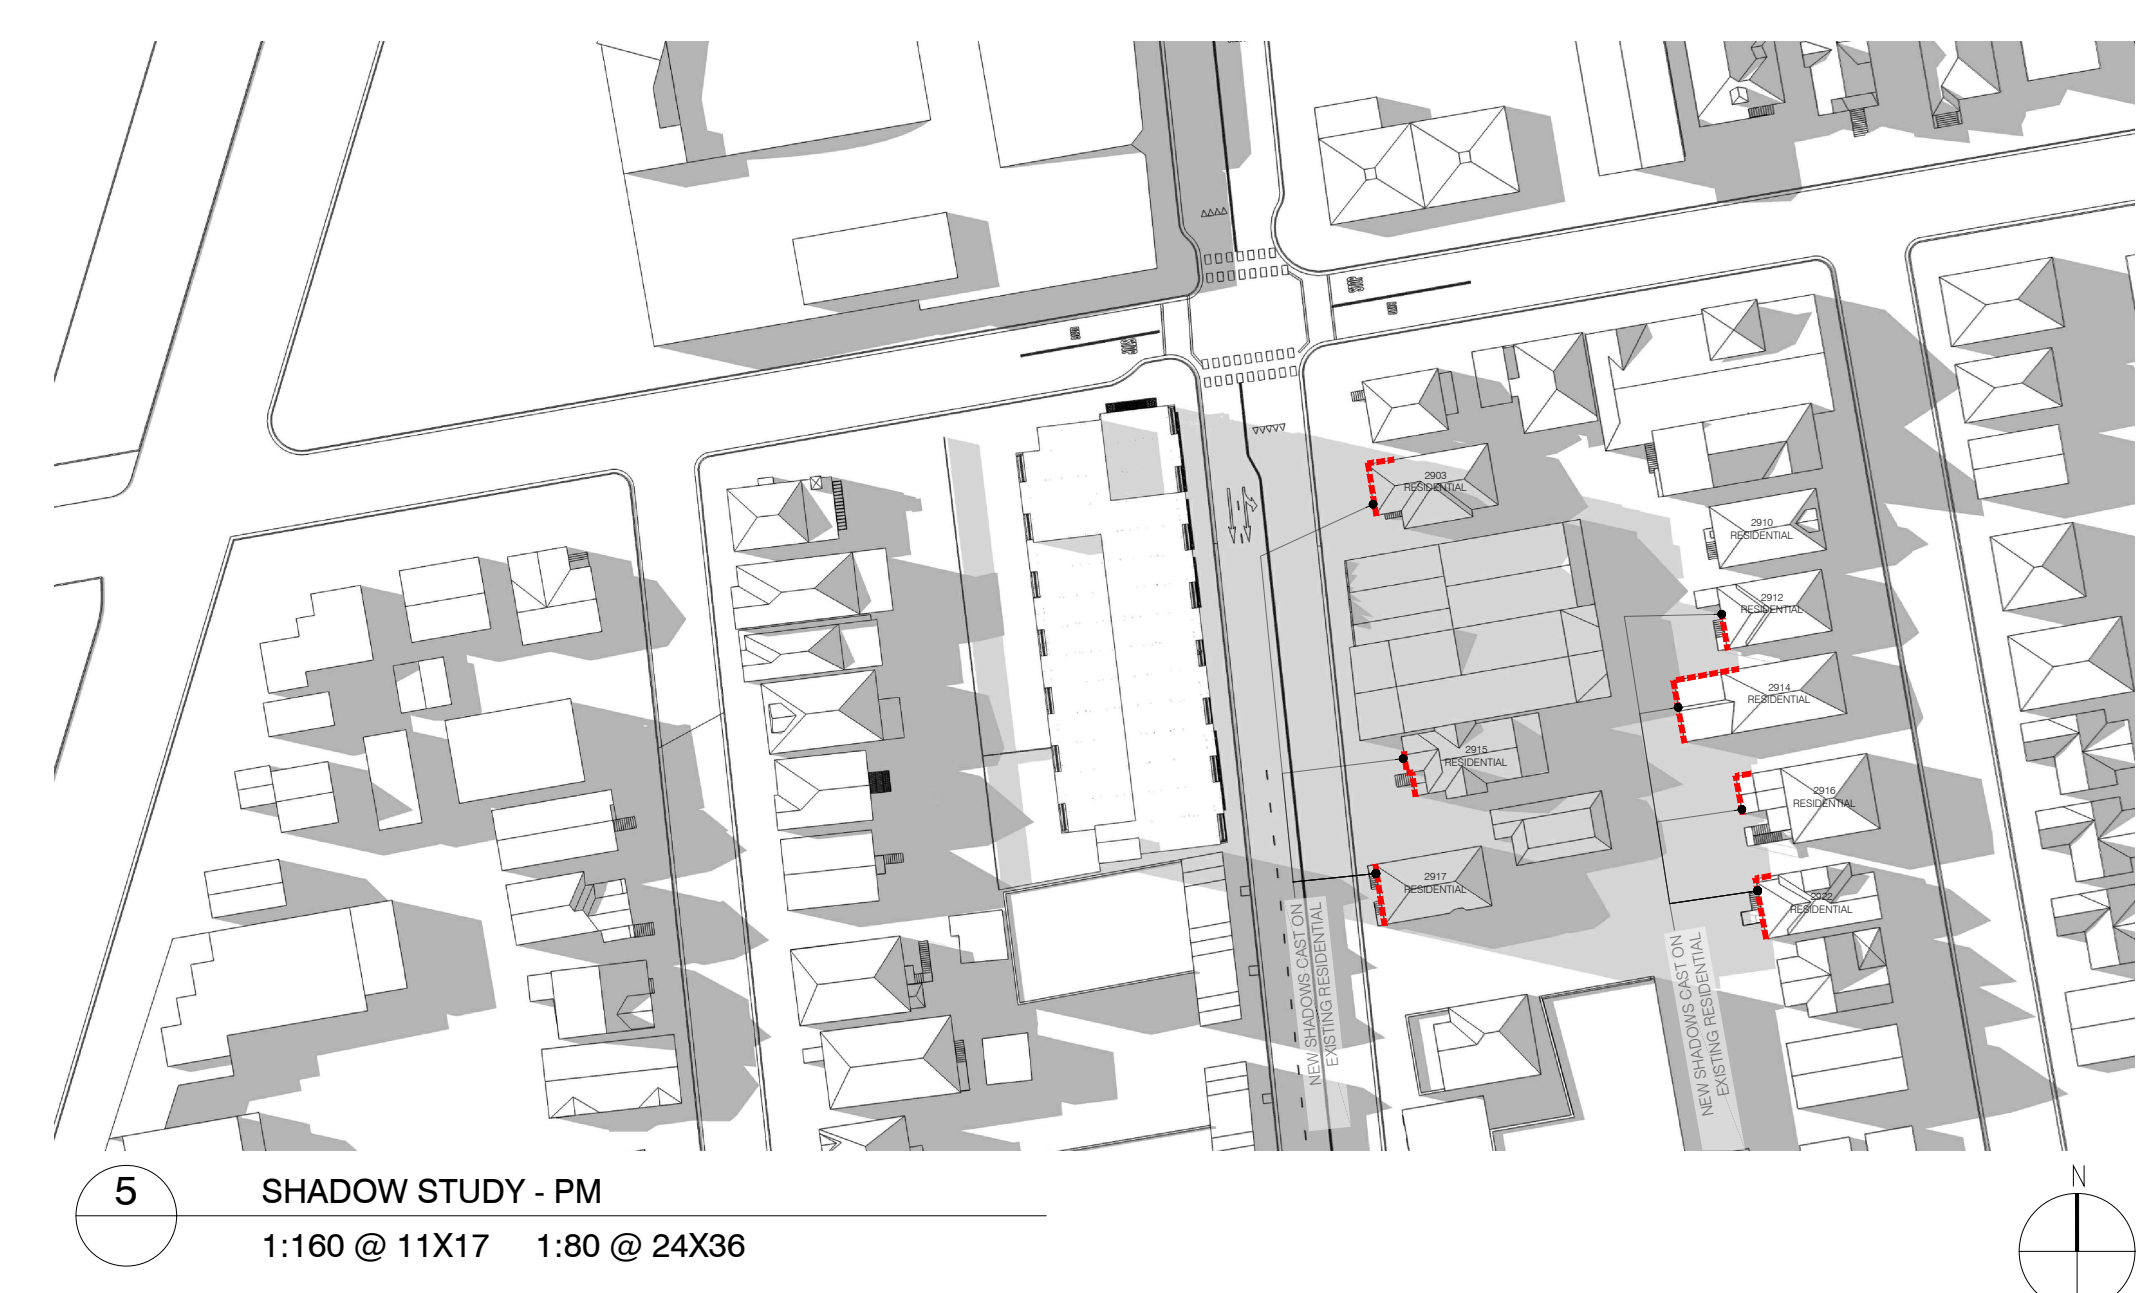 2903
RESIDENTIAL
2910
RESIDENTIAL
2912
RESIDENTIAL
2914
RESIDENTIAL
2915
RESIDENTIAL
2916
RESIDENTIAL
2917
RESIDENTIAL
2922
RESIDENTIAL
NEW SHADOWS CAST ON
EXISTING RESIDENTIAL
NEW SHADOWS CAST ON
EXISTING RESIDENTIAL
5
SHADOW STUDY - PM
1:160 @ 11X17 1:80 @ 24X36
N